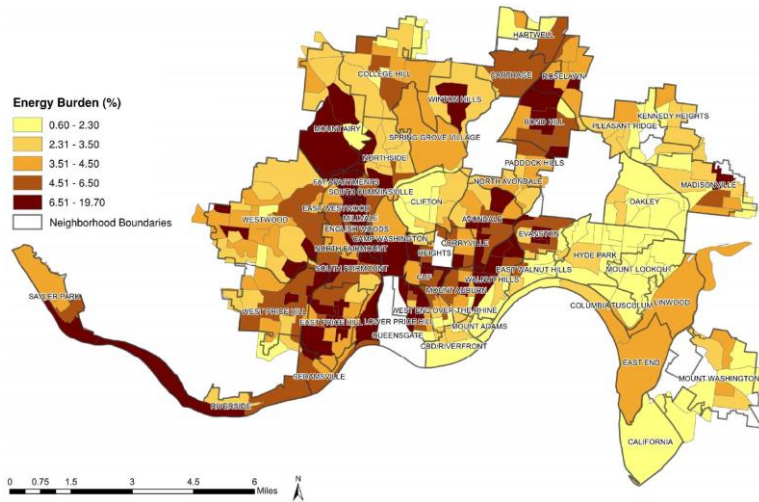 HARTWELL
CARTHAGE
ROSELAWN
COLLEGE HILL
WINTON HILLS
Energy Burden (%)
0.60 - 2.30
2.31 - 3.50
3.51 - 4.50
4.51 - 6.50
6.51 - 19.70
Neighborhood Boundaries
BOND HILL
KENNEDY HEIGHTS
PLEASANT RIDGE
MOUNT AIRY
SPRING GROVE VILLAGE
NORTHSIDE
PADDOCK HILLS
FAY APARTMENTS
NORTH AVONDALE
MADISONVILLE
SOUTH CUMMINSVILLE
CLIFTON
OAKLEY
EAST WESTWOOD
MILLVALE
AVONDALE
WESTWOOD
ENGLISH WOODS
EVANSTON
CAMP WASHINGTON
CORRYVILLE
NORTH FAIRMOUNT
HEIGHTS
HYDE PARK
SOUTH FAIRMOUNT
CUF
WALNUT HILLS
EAST WALNUT HILLS
MOUNT LOOKOUT
SAYLER PARK
MOUNT AUBURN
COLUMBIA TUSCULUM
LINWOOD
WEST PRICE HILL
WEST END
OVER THE RHINE
EAST PRICE HILL
LOWER PRICE HILL
MOUNT ADAMS
QUEENSGATE
CBD/RIVERFRONT
EAST END
SEDAMSVILLE
MOUNT WASHINGTON
RIVERSIDE
CALIFORNIA
0 0.75 1.5 3 4.5 6
Miles
N